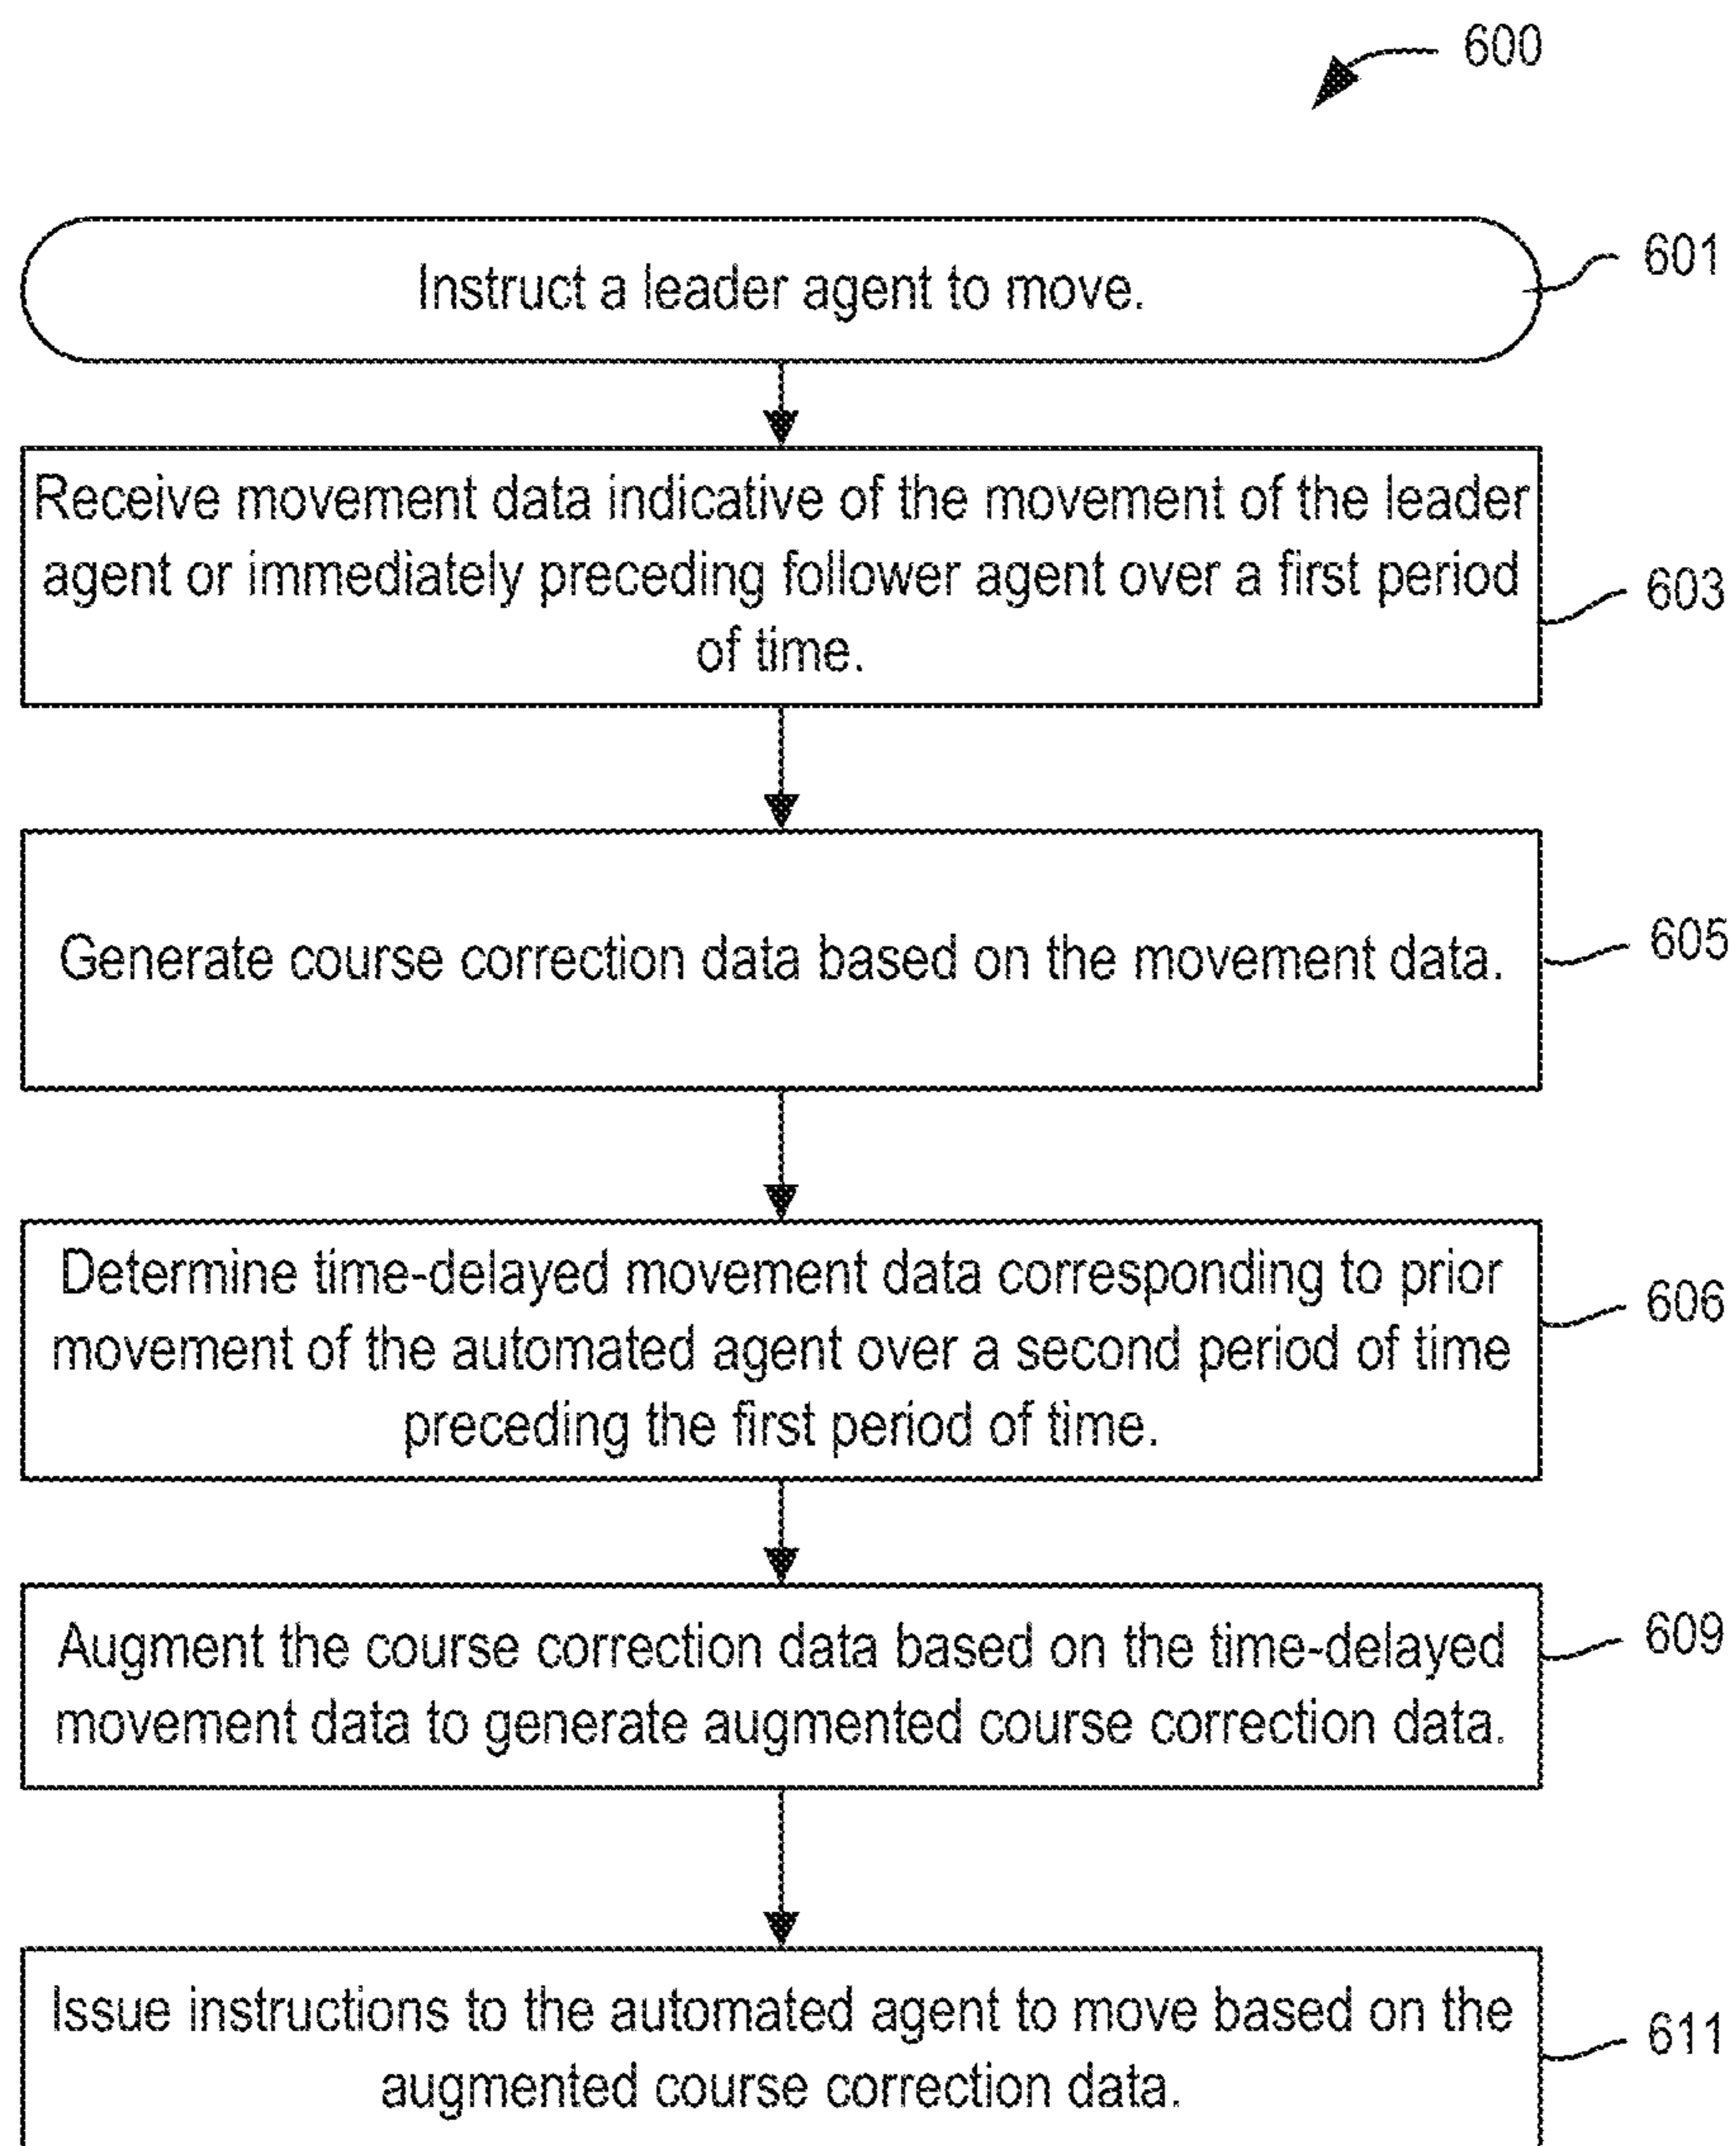 600
Instruct a leader agent to move.
601
Receive movement data indicative of the movement of the leader
agent or immediately preceding follower agent over a first period
of time.
603
Generate course correction data based on the movement data.
605
Determine time-delayed movement data corresponding to prior
movement of the automated agent over a second period of time
preceding the first period of time.
606
Augment the course correction data based on the time-delayed
movement data to generate augmented course correction data.
609
Issue instructions to the automated agent to move based on the
augmented course correction data.
611